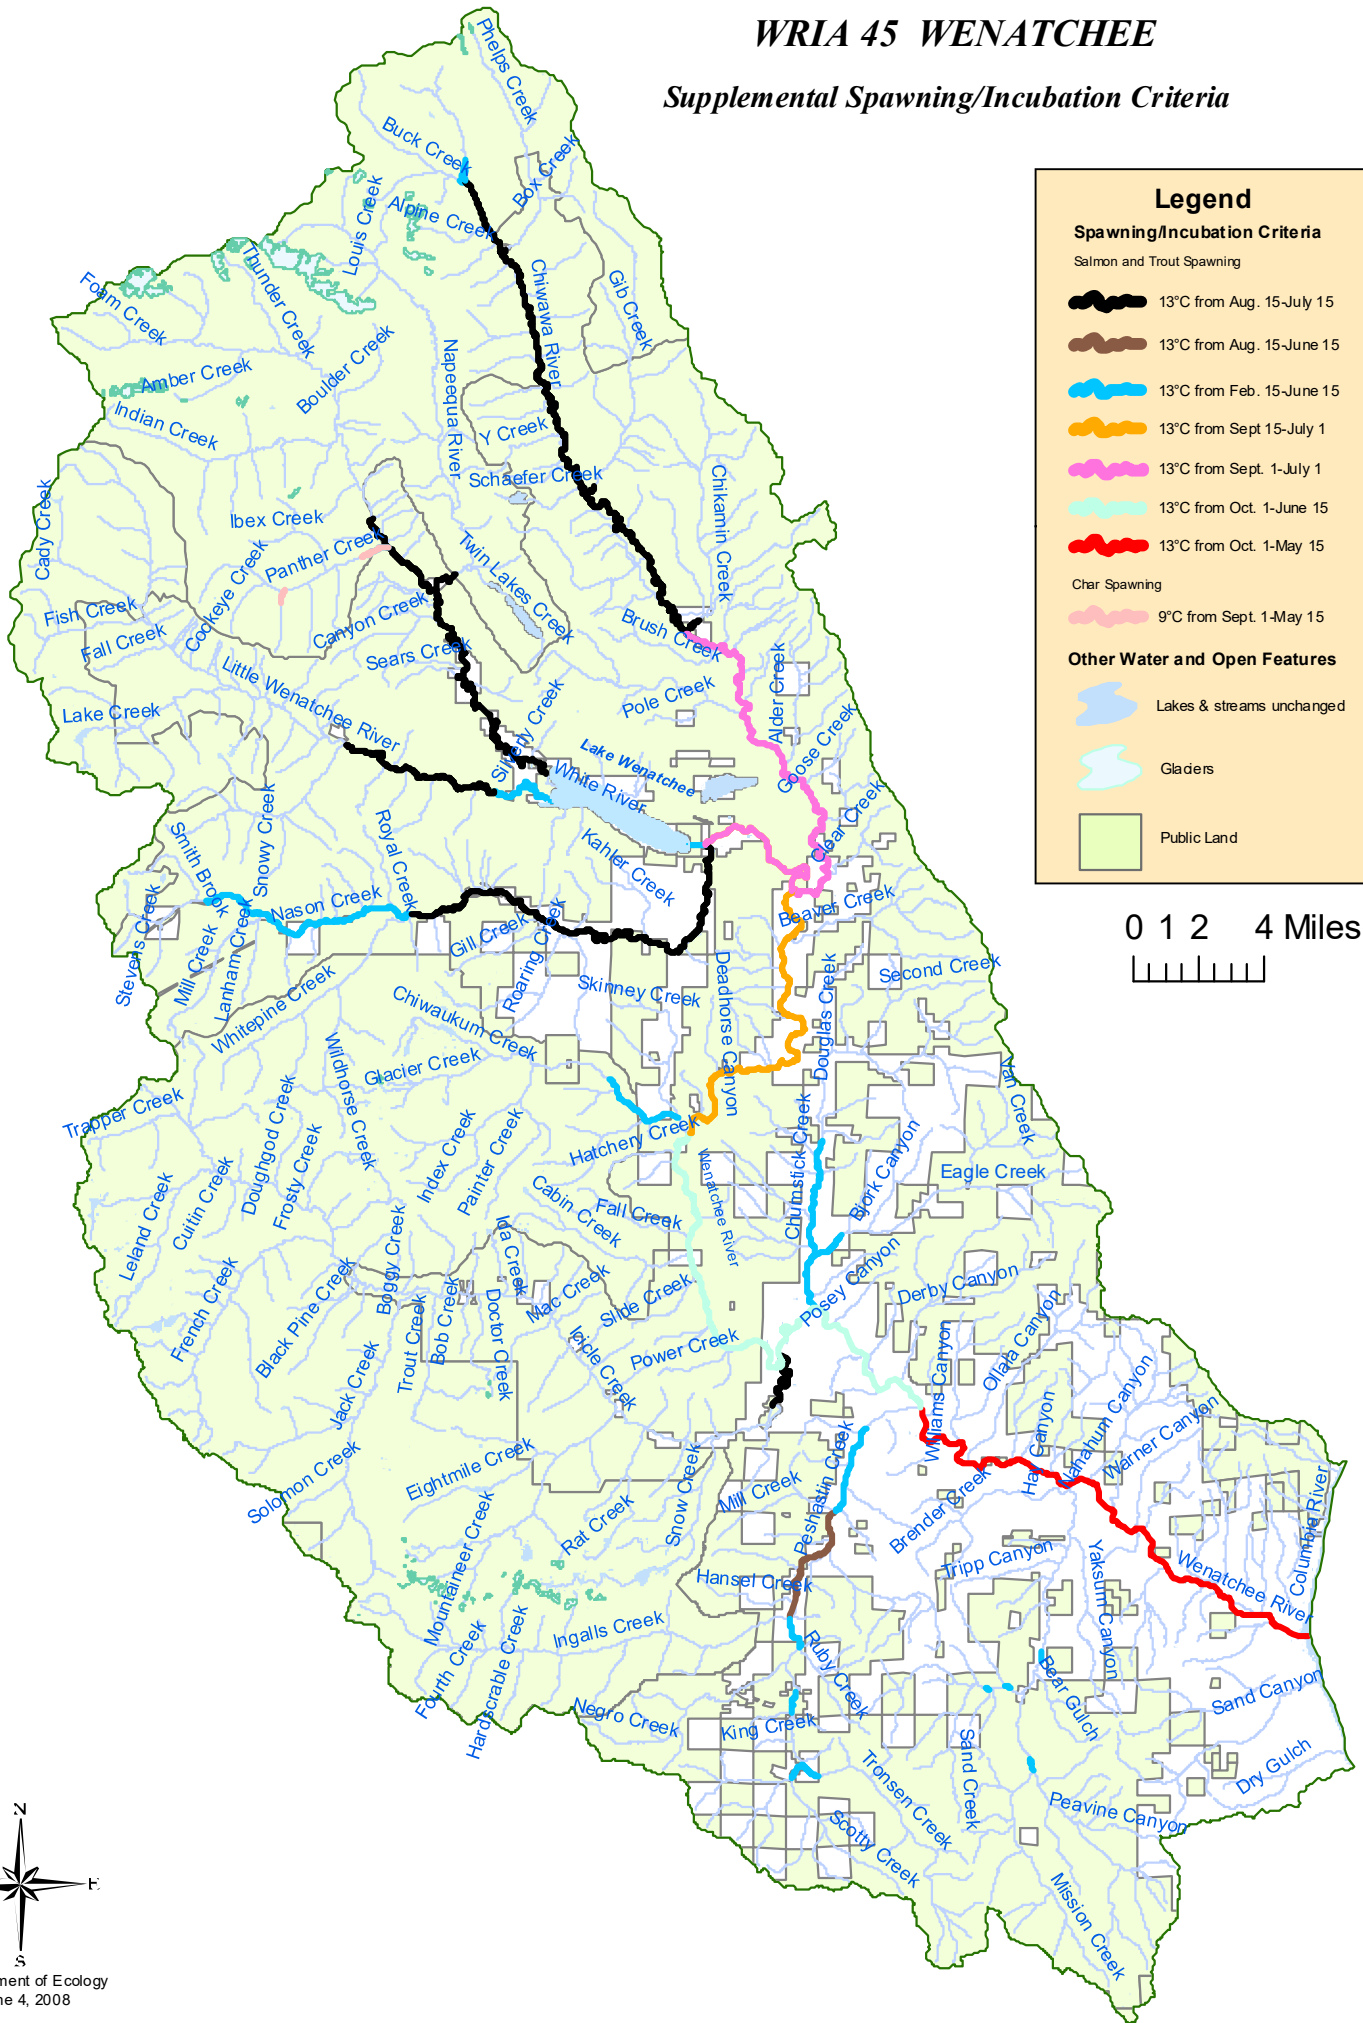 WRIA 45 WENATCHEE
Supplemental Spawning/Incubation Criteria
Legend
Spawning/Incubation Criteria
Salmon and Trout Spawning
13°C from Aug. 15-July 15
13°C from Aug. 15-June 15
13°C from Feb. 15-June 15
13°C from Sept 15-July 1
13°C from Sept. 1-July 1
13°C from Oct. 1-June 15
13°C from Oct. 1-May 15
Char Spawning
9°C from Sept. 1-May 15
Other Water and Open Features
Lakes & streams unchanged
Glaciers
Public Land
0 1 2 4 Miles
Phelps Creek
Buck Creek
Box Creek
Louis Creek
Alpine Creek
Thunder Creek
Foam Creek
Chiwawa River
Gib Creek
Boulder Creek
Napeequa River
Amber Creek
Indian Creek
Y Creek
Schaefer Creek
Chikamin Creek
Cady Creek
Ibex Creek
Panther Creek
Cockeye Creek
Twin Lakes Creek
Fish Creek
Fall Creek
Canyon Creek
Sears Creek
Brush Creek
Alder Creek
Pole Creek
Little Wenatchee River
Lake Creek
Goose Creek
Lake Wenatchee
White River
Clear Creek
Smith Brook
Snowy Creek
Royal Creek
Kahler Creek
Nason Creek
Beaver Creek
Stevens Creek
Mill Creek
Lanham Creek
Gill Creek
Roaring Creek
Second Creek
Skinney Creek
Deadhorse Canyon
Douglas Creek
Whitepine Creek
Chiwaukum Creek
Wildhorse Creek
Glacier Creek
Van Creek
Trapper Creek
Doughgod Creek
Frosty Creek
Index Creek
Painter Creek
Hatchery Creek
Chumstick Creek
Bjork Canyon
Wenatchee River
Eagle Creek
Leland Creek
Cuitin Creek
Cabin Creek
Fall Creek
Ida Creek
Boggy Creek
French Creek
Black Pine Creek
Bob Creek
Trout Creek
Doctor Creek
Mac Creek
Slide Creek
Posey Canyon
Derby Canyon
Icicle Creek
Power Creek
Williams Canyon
Ollala Canyon
Jack Creek
Nahahum Canyon
Warner Canyon
Solomon Creek
Eightmile Creek
Snow Creek
Mill Creek
Peshastin Creek
Brender Creek
Columbia River
Mountaineer Creek
Rat Creek
Hansel Creek
Tripp Canyon
Yaksum Canyon
Wenatchee River
Fourth Creek
Hardscrable Creek
Ingalls Creek
Ruby Creek
Bear Gulch
Sand Canyon
Negro Creek
King Creek
Tronsen Creek
Sand Creek
Dry Gulch
Peavine Canyon
Scotty Creek
Mission Creek
N
E
S
ment of Ecology
ne 4, 2008